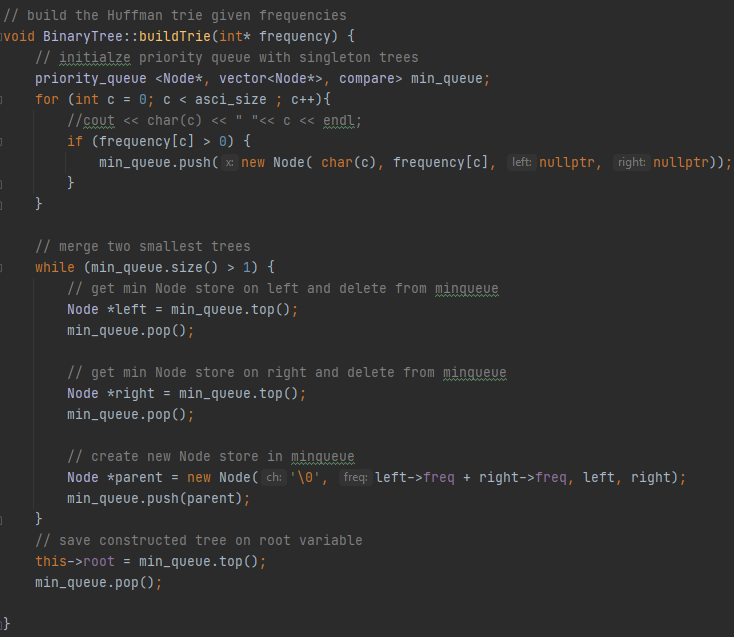 // build the Huffman trie given frequencies
void BinaryTree::buildTrie(int* frequency) {
    // initialze priority queue with singleton trees
    priority_queue <Node*, vector<Node*>, compare> min_queue;
    for (int c = 0; c < asci_size ; c++){
        //cout << char(c) << " "<< c << endl;
        if (frequency[c] > 0) {
            min_queue.push( x: new Node( char(c), frequency[c], left: nullptr, right: nullptr));
        }
    }

    // merge two smallest trees
    while (min_queue.size() > 1) {
        // get min Node store on left and delete from minqueue
        Node *left = min_queue.top();
        min_queue.pop();

        // get min Node store on right and delete from minqueue
        Node *right = min_queue.top();
        min_queue.pop();

        // create new Node store in minqueue
        Node *parent = new Node( ch: '\0', freq: left->freq + right->freq, left, right);
        min_queue.push(parent);
    }
    // save constructed tree on root variable
    this->root = min_queue.top();
    min_queue.pop();

}